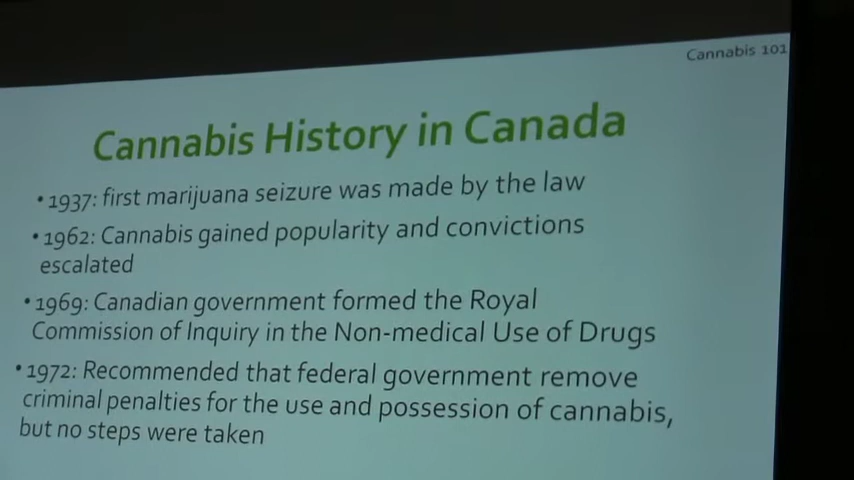 Cannabis 101
Cannabis History in Canada
• 1937: first marijuana seizure was made by the law
• 1962: Cannabis gained popularity and convictions
escalated
• 1969: Canadian government formed the Royal
Commission of Inquiry in the Non-medical Use of Drugs
• 1972: Recommended that federal government remove
criminal penalties for the use and possession of cannabis,
but no steps were taken